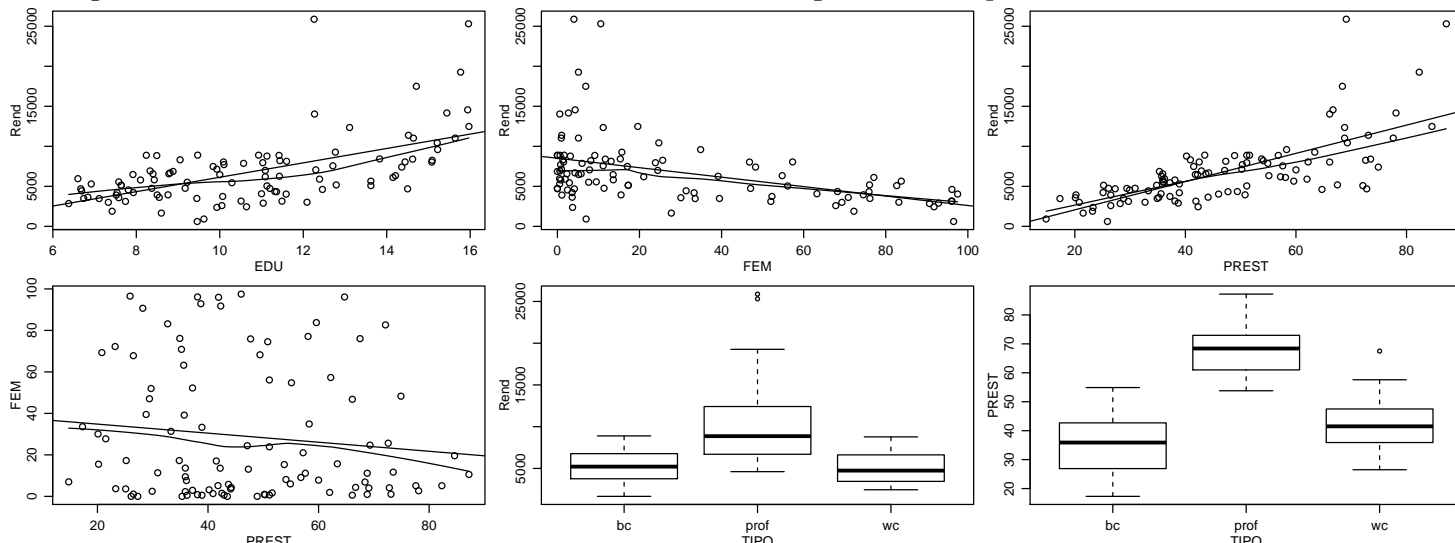 Rend
0 5000 15000 25000
6 8 10 12 14 16
EDU
Rend
0 5000 15000 25000
0 20 40 60 80 100
FEM
Rend
0 5000 15000 25000
20 40 60 80
PREST
FEM
0 20 40 60 80 100
20 40 60 80
PREST
Rend
5000 15000 25000
bc prof wc
TIPO
PREST
20 30 40 50 60 70 80
bc prof wc
TIPO